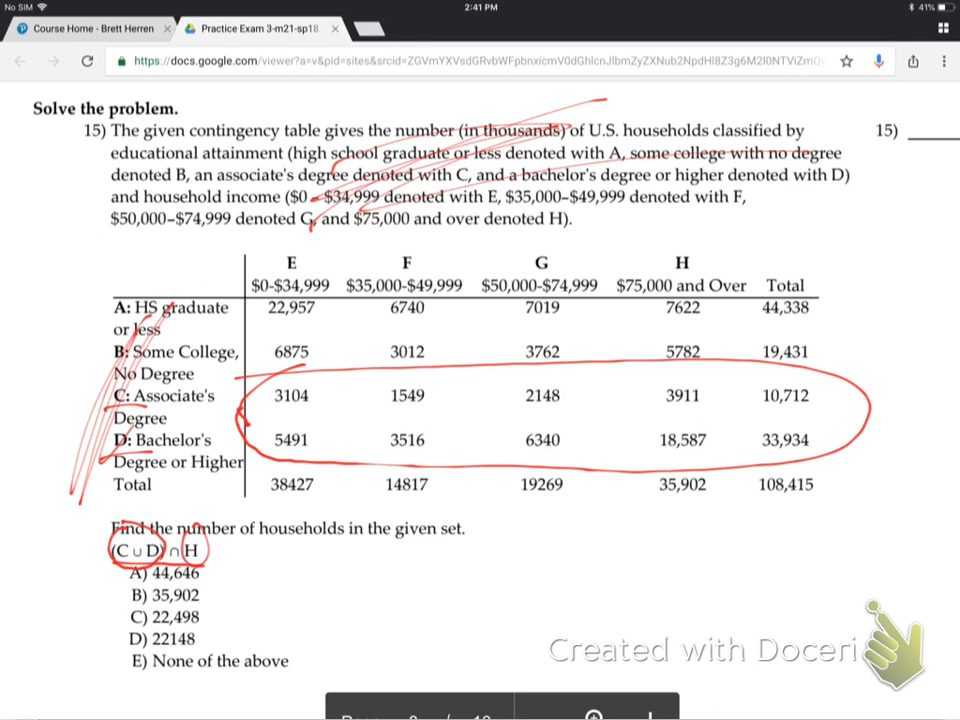 No SIM 2:41 PM 41%
Course Home - Brett Herren × Practice Exam 3-m21-sp18 ×
Solve the problem.
15) The given contingency table gives the number (in thousands) of U.S. households classified by 15)
educational attainment (high school graduate or less denoted with A, some college with no degree
denoted B, an associate's degree denoted with C, and a bachelor's degree or higher denoted with D)
and household income ($0 - $34,999 denoted with E, $35,000–$49,999 denoted with F,
$50,000–$74,999 denoted G, and $75,000 and over denoted H).
E F G H
$0-$34,999 $35,000-$49,999 $50,000-$74,999 $75,000 and Over Total
A: HS graduate 22,957 6740 7019 7622 44,338
or less
B: Some College, 6875 3012 3762 5782 19,431
No Degree
C: Associate's 3104 1549 2148 3911 10,712
Degree
D: Bachelor's 5491 3516 6340 18,587 33,934
Degree or Higher
Total 38427 14817 19269 35,902 108,415
Find the number of households in the given set.
(C ∪ D) ∩ H
A) 44,646
B) 35,902
C) 22,498
D) 22148
E) None of the above
Created with Doceri